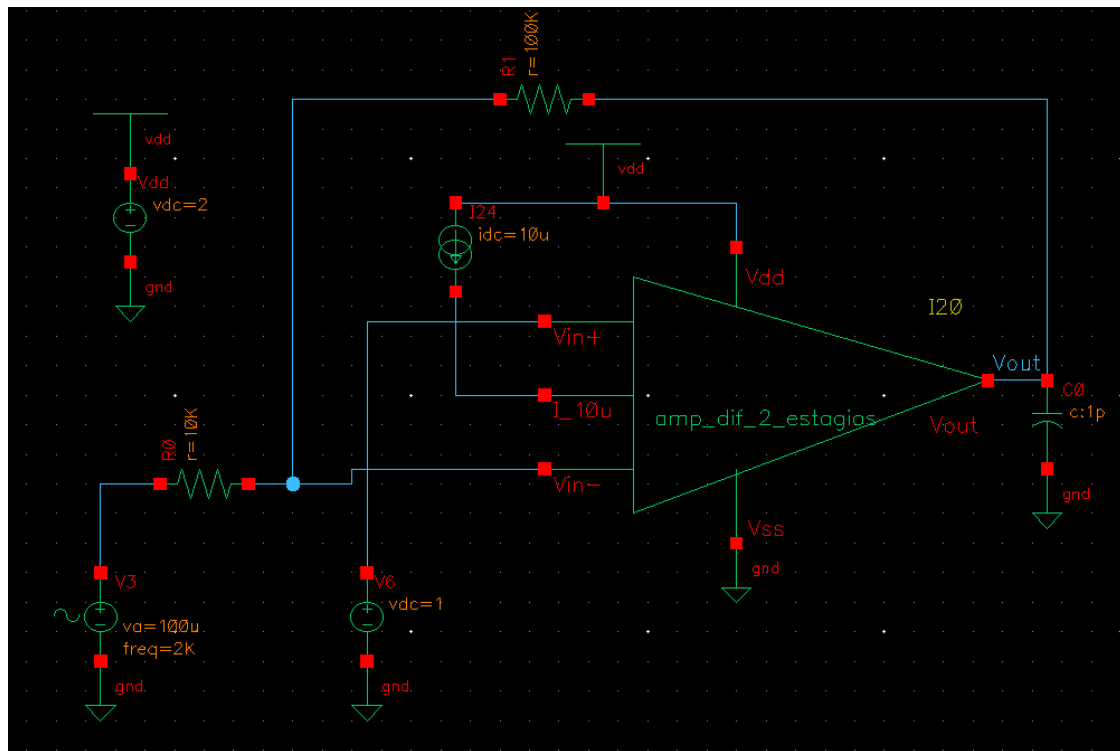 R1
r=100K
vdd
Vdd
vdc=2
gnd
vdd
I24
idc=10u
Vdd
I20
Vin+
I_10u
Vin-
amp_dif_2_estagios
Vout
Vout
C0
c:1p
gnd
R0
r=10K
Vss
gnd
V3
va=100u
freq=2K
gnd
V6
vdc=1
gnd